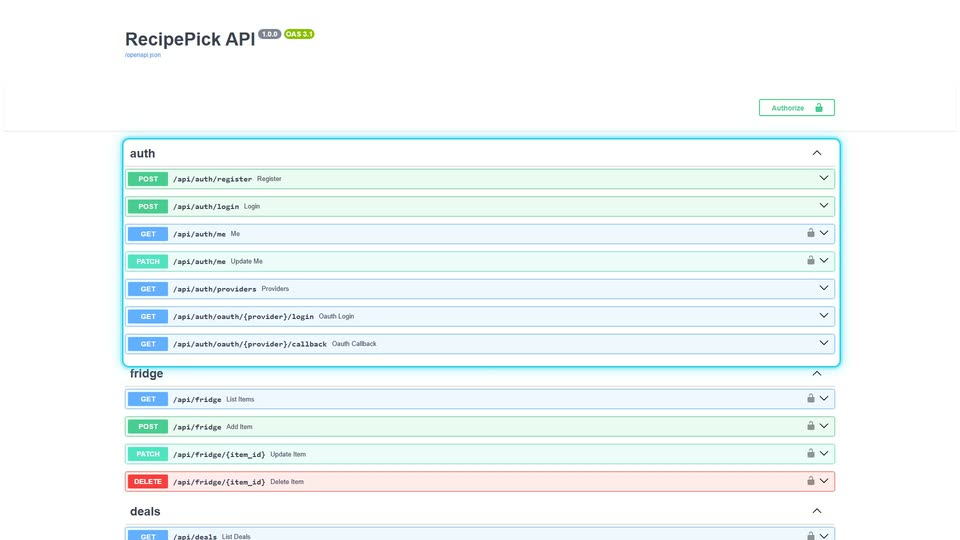 RecipePick API 1.0.0 OAS 3.1
/openapi.json
Authorize
auth
POST /api/auth/register Register
POST /api/auth/login Login
GET /api/auth/me Me
PATCH /api/auth/me Update Me
GET /api/auth/providers Providers
GET /api/auth/oauth/{provider}/login Oauth Login
GET /api/auth/oauth/{provider}/callback Oauth Callback
fridge
GET /api/fridge List Items
POST /api/fridge Add Item
PATCH /api/fridge/{item_id} Update Item
DELETE /api/fridge/{item_id} Delete Item
deals
GET /api/deals List Deals